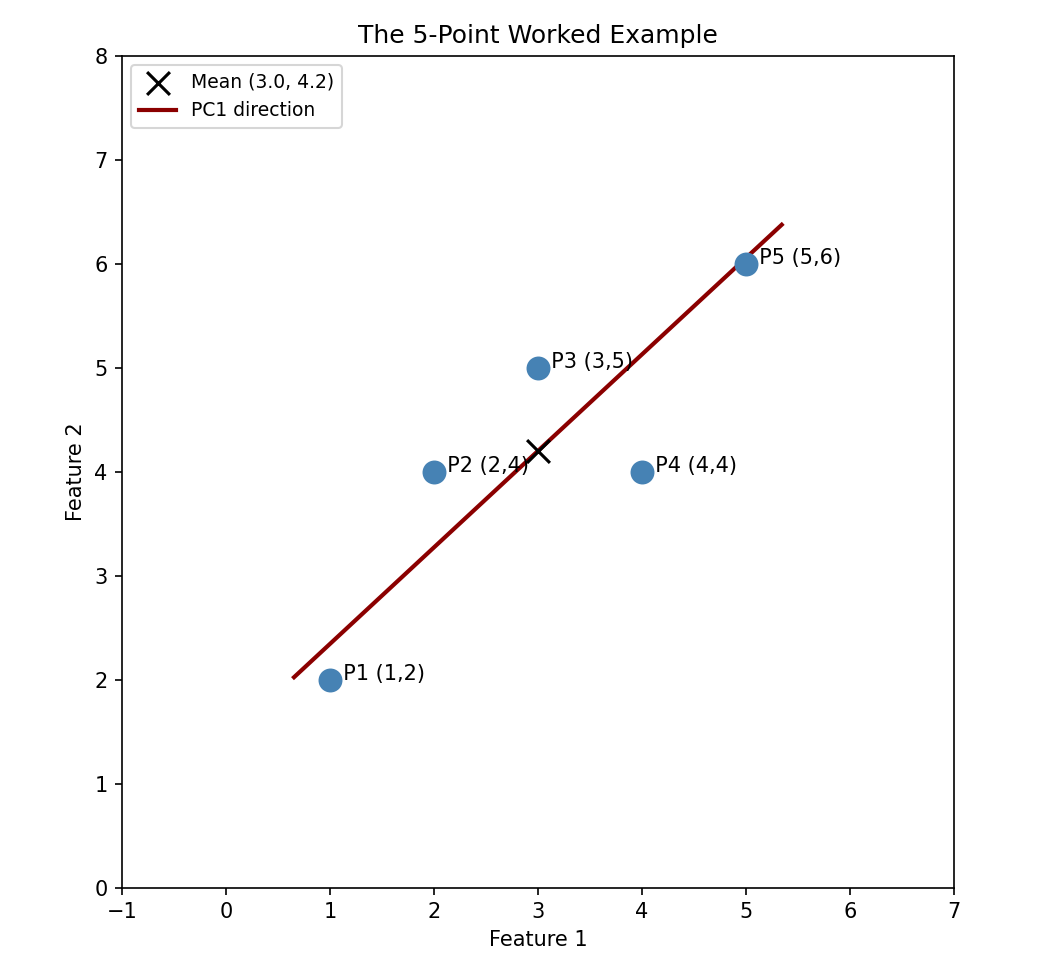 The 5-Point Worked Example
Mean (3.0, 4.2)
PC1 direction
8
7
6
5
4
3
2
1
0
P5 (5,6)
P3 (3,5)
P2 (2,4)
P4 (4,4)
P1 (1,2)
Feature 2
−1 0 1 2 3 4 5 6 7
Feature 1